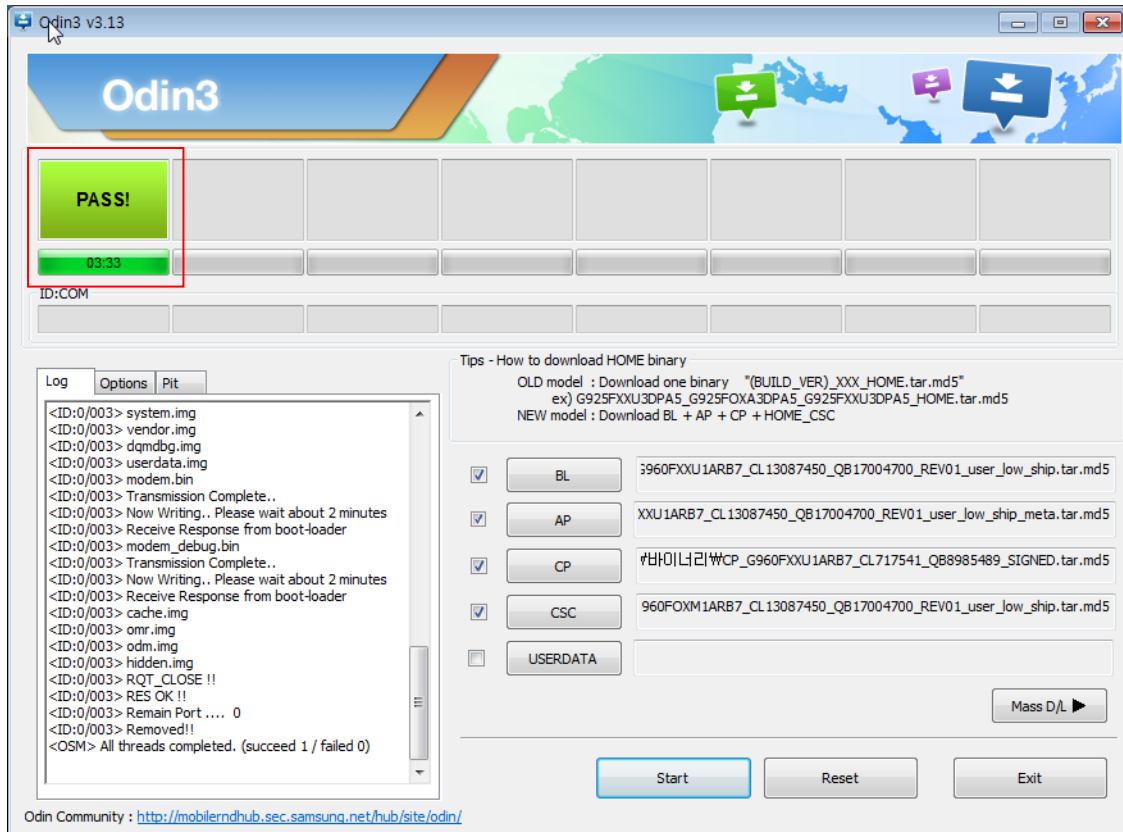 Odin3 v3.13
Odin3
PASS!
03:33
ID:COM
Log
Options
Pit
<ID:0/003> system.img
<ID:0/003> vendor.img
<ID:0/003> dqmdbg.img
<ID:0/003> userdata.img
<ID:0/003> modem.bin
<ID:0/003> Transmission Complete..
<ID:0/003> Now Writing.. Please wait about 2 minutes
<ID:0/003> Receive Response from boot-loader
<ID:0/003> modem_debug.bin
<ID:0/003> Transmission Complete..
<ID:0/003> Now Writing.. Please wait about 2 minutes
<ID:0/003> Receive Response from boot-loader
<ID:0/003> cache.img
<ID:0/003> omr.img
<ID:0/003> odm.img
<ID:0/003> hidden.img
<ID:0/003> RQT_CLOSE !!
<ID:0/003> RES OK !!
<ID:0/003> Remain Port .... 0
<ID:0/003> Removed!!
<OSM> All threads completed. (succeed 1 / failed 0)
Tips - How to download HOME binary
OLD model : Download one binary "(BUILD_VER)_XXX_HOME.tar.md5"
ex) G925FXXU3DPA5_G925FOXA3DPA5_G925FXXU3DPA5_HOME.tar.md5
NEW model : Download BL + AP + CP + HOME_CSC
BL
G960FXXU1ARB7_CL13087450_QB17004700_REV01_user_low_ship.tar.md5
AP
XXU1ARB7_CL13087450_QB17004700_REV01_user_low_ship_meta.tar.md5
CP
바이너리₩CP_G960FXXU1ARB7_CL717541_QB8985489_SIGNED.tar.md5
CSC
960FOXM1ARB7_CL13087450_QB17004700_REV01_user_low_ship.tar.md5
USERDATA
Mass D/L ▶
Start
Reset
Exit
Odin Community : http://mobilerndhub.sec.samsung.net/hub/site/odin/